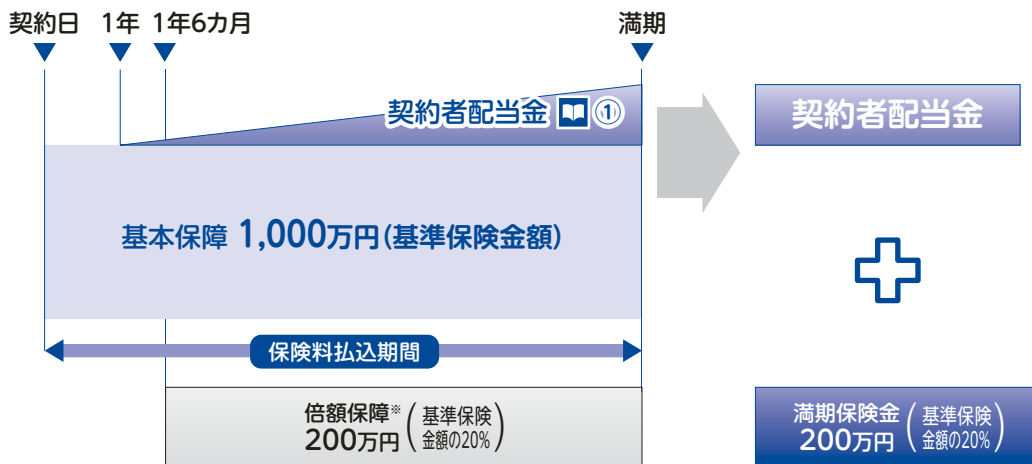 契約日 1年 1年6カ月 満期
契約者配当金 ①
契約者配当金
基本保障 1,000万円(基準保険金額)
保険料払込期間
倍額保障※
200万円
(基準保険
金額の20%)
満期保険金
200万円
(基準保険
金額の20%)